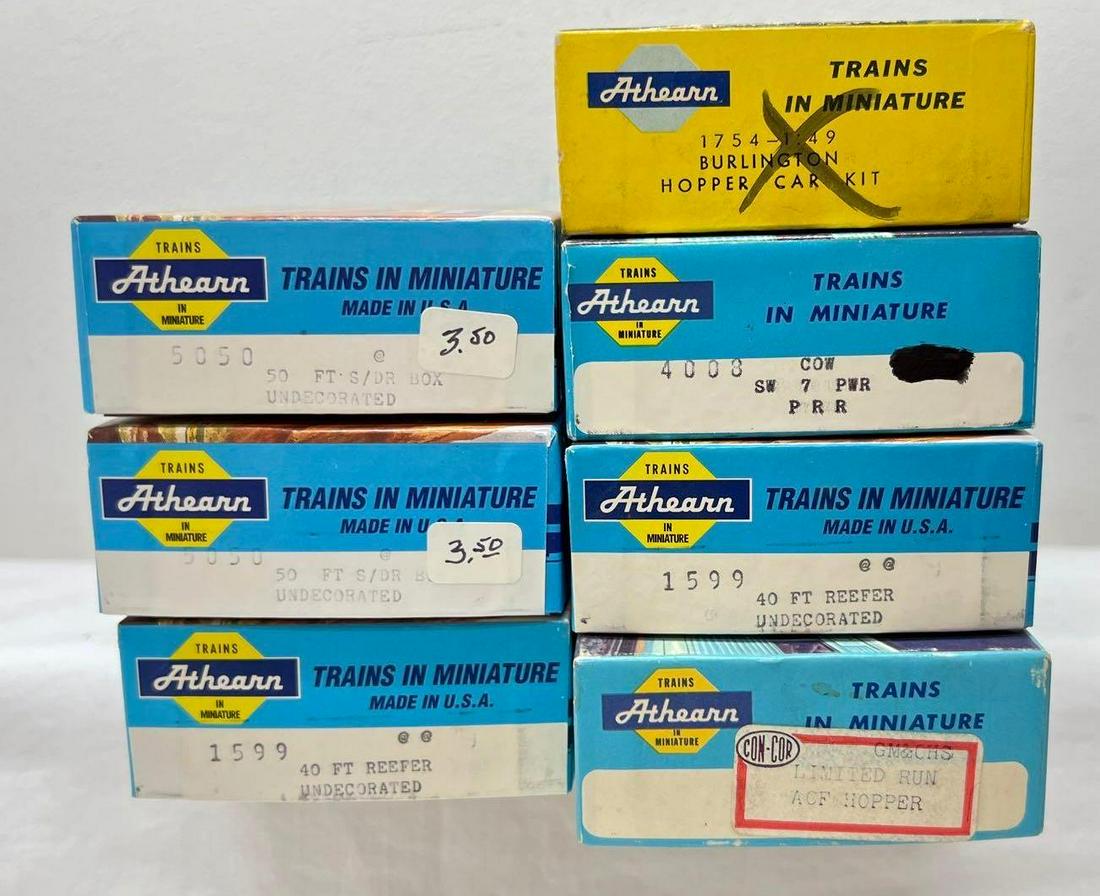 Athearn
TRAINS
IN MINIATURE
1754-1:49
BURLINGTON
HOPPER CAR KIT
TRAINS
Athearn
IN
MINIATURE
TRAINS IN MINIATURE
MADE IN U.S.A.
3.50
5050 @
50 FT S/DR BOX
UNDECORATED
TRAINS
Athearn
IN
MINIATURE
TRAINS
IN MINIATURE
4008 COW
SW 7 PWR
PRR
TRAINS
Athearn
IN
MINIATURE
TRAINS IN MINIATURE
MADE IN U.S.A.
3.50
5050 @
50 FT S/DR B
UNDECORATED
TRAINS
Athearn
IN
MINIATURE
TRAINS IN MINIATURE
MADE IN U.S.A.
1599 @ @
40 FT REEFER
UNDECORATED
TRAINS
Athearn
IN
MINIATURE
TRAINS IN MINIATURE
MADE IN U.S.A.
1599 @ @
40 FT REEFER
UNDECORATED
TRAINS
Athearn
IN
MINIATURE
TRAINS
IN MINIATURE
CON-COR
GM&CHS
LIMITED RUN
ACF HOPPER